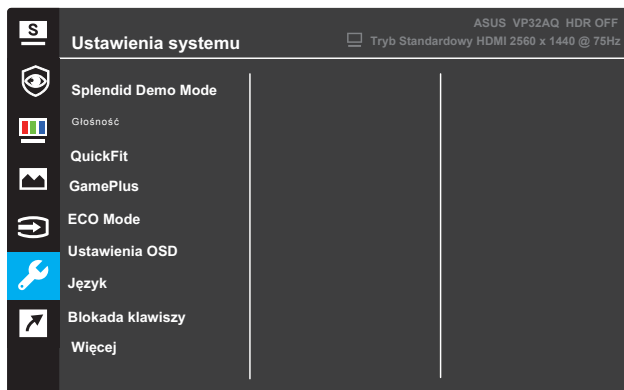 S
ASUS VP32AQ HDR OFF
Ustawienia systemu
Tryb Standardowy HDMI 2560 x 1440 @ 75Hz
Splendid Demo Mode
Głośność
QuickFit
GamePlus
ECO Mode
Ustawienia OSD
Język
Blokada klawiszy
Więcej